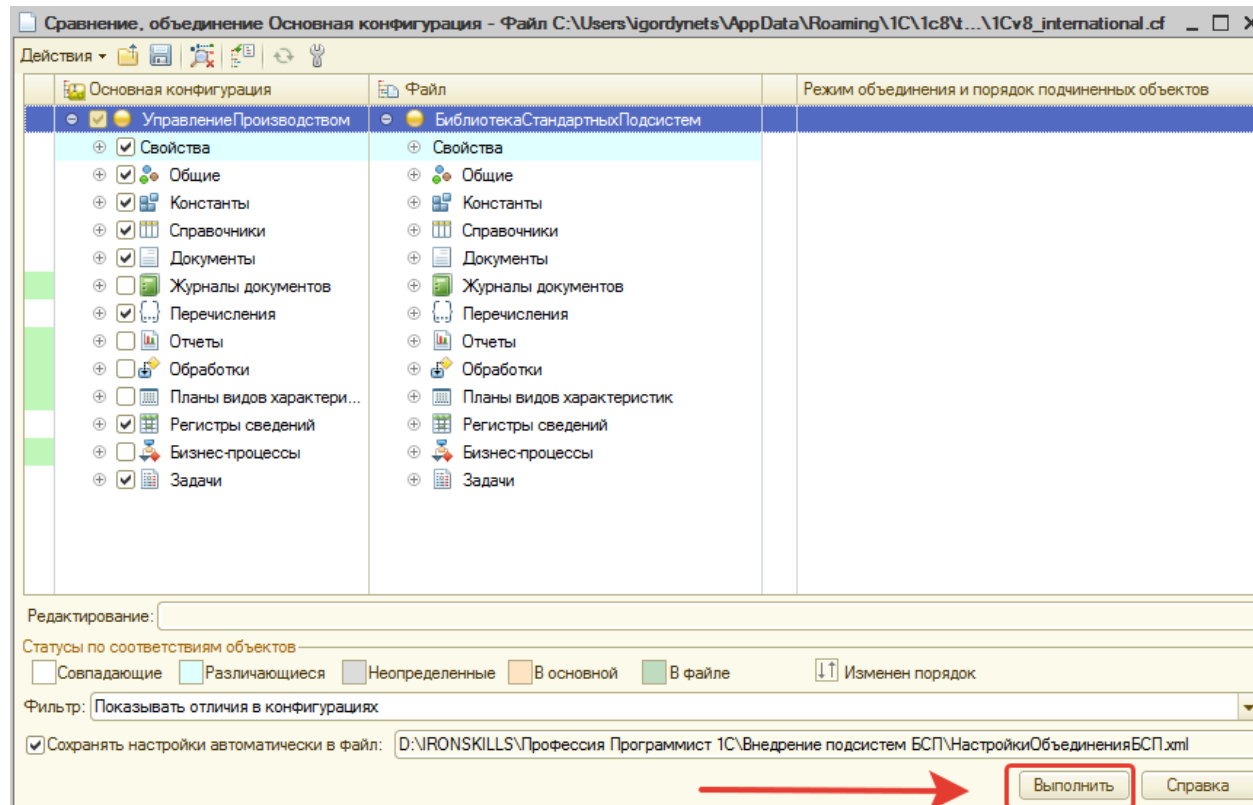 Сравнение, объединение Основная конфигурация - Файл C:\Users\igordynets\AppData\Roaming\1C\1c8\t...\1Cv8_international.cf
Действия
Основная конфигурация Файл Режим объединения и порядок подчиненных объектов
УправлениеПроизводством БиблиотекаСтандартныхПодсистем
Свойства Свойства
Общие Общие
Константы Константы
Справочники Справочники
Документы Документы
Журналы документов Журналы документов
Перечисления Перечисления
Отчеты Отчеты
Обработки Обработки
Планы видов характери... Планы видов характеристик
Регистры сведений Регистры сведений
Бизнес-процессы Бизнес-процессы
Задачи Задачи
Редактирование:
Статусы по соответствиям объектов
Совпадающие Различающиеся Неопределенные В основной В файле Изменен порядок
Фильтр: Показывать отличия в конфигурациях
Сохранять настройки автоматически в файл: D:\IRONSKILLS\Профессия Программист 1С\Внедрение подсистем БСП\НастройкиОбъединенияБСП.xml
Выполнить Справка